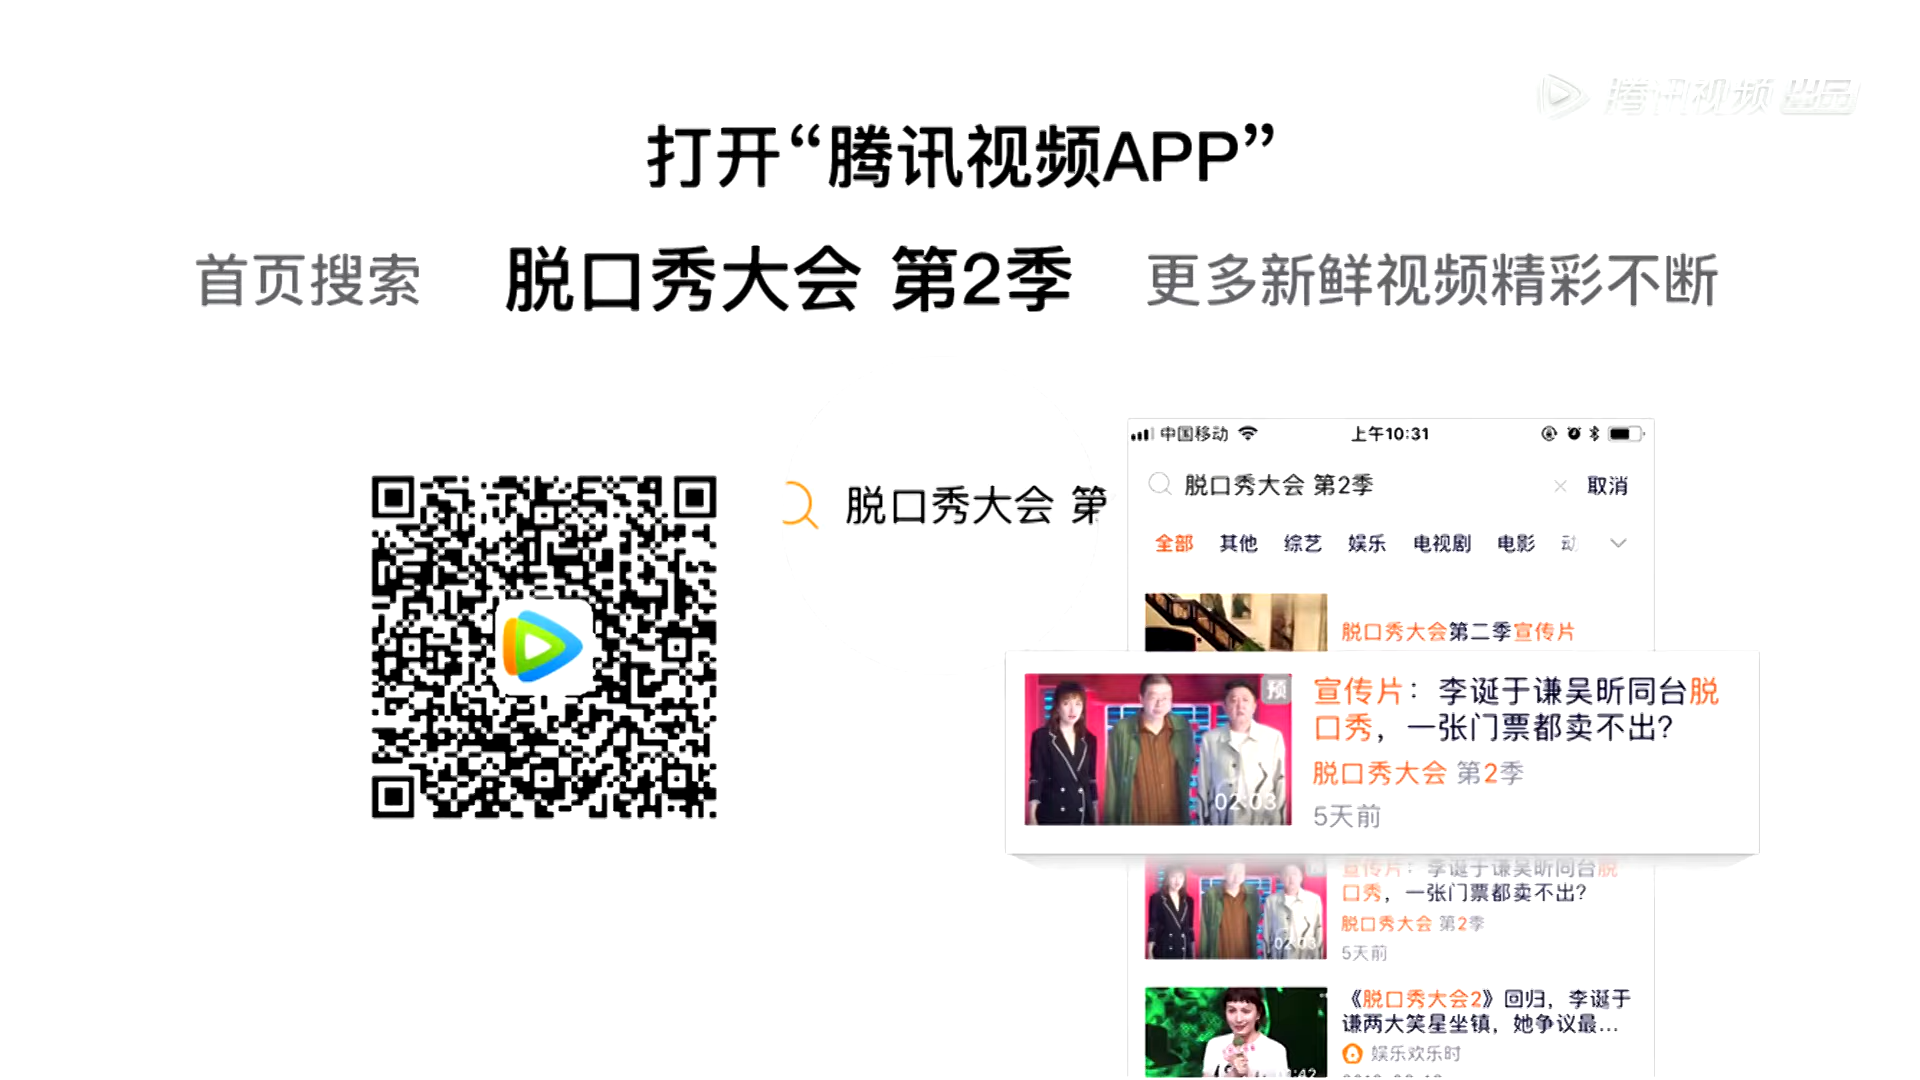 腾讯视频 出品
打开“腾讯视频APP”
首页搜索 脱口秀大会 第2季 更多新鲜视频精彩不断
脱口秀大会 第
中国移动 上午10:31
脱口秀大会 第2季 × 取消
全部 其他 综艺 娱乐 电视剧 电影 动
脱口秀大会第二季宣传片
预
宣传片：李诞于谦吴昕同台脱
口秀，一张门票都卖不出？
脱口秀大会 第2季
02:03
5天前
宣传片：李诞于谦吴昕同台脱
口秀，一张门票都卖不出？
脱口秀大会 第2季
02:03
5天前
《脱口秀大会2》回归，李诞于
谦两大笑星坐镇，她争议最...
娱乐欢乐时